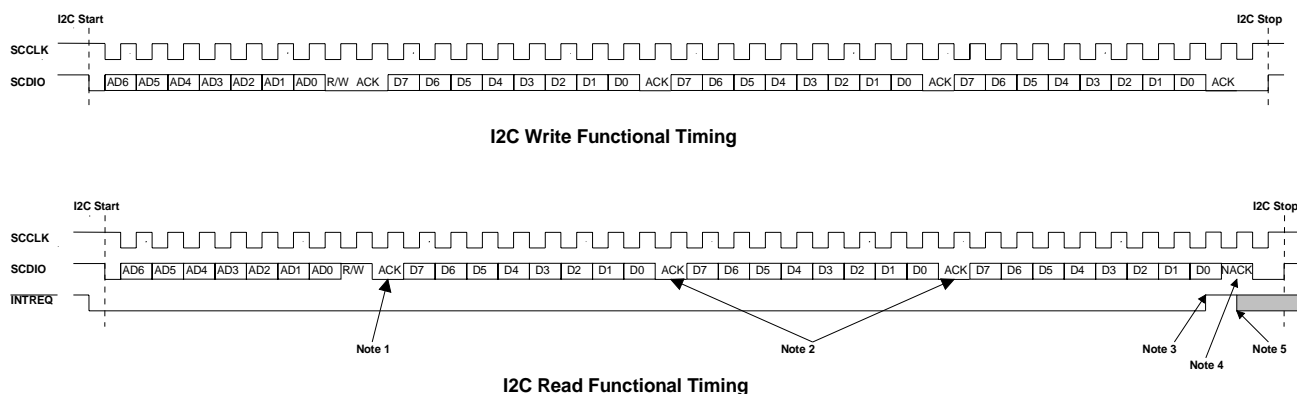 I2C Start I2C Stop
SCCLK
SCDIO AD6 AD5 AD4 AD3 AD2 AD1 AD0 R/W ACK D7 D6 D5 D4 D3 D2 D1 D0 ACK D7 D6 D5 D4 D3 D2 D1 D0 ACK D7 D6 D5 D4 D3 D2 D1 D0 ACK
I2C Write Functional Timing
I2C Start I2C Stop
SCCLK
SCDIO AD6 AD5 AD4 AD3 AD2 AD1 AD0 R/W ACK D7 D6 D5 D4 D3 D2 D1 D0 ACK D7 D6 D5 D4 D3 D2 D1 D0 ACK D7 D6 D5 D4 D3 D2 D1 D0 NACK
INTREQ
Note 1 Note 2 Note 3 Note 5
Note 4
I2C Read Functional Timing